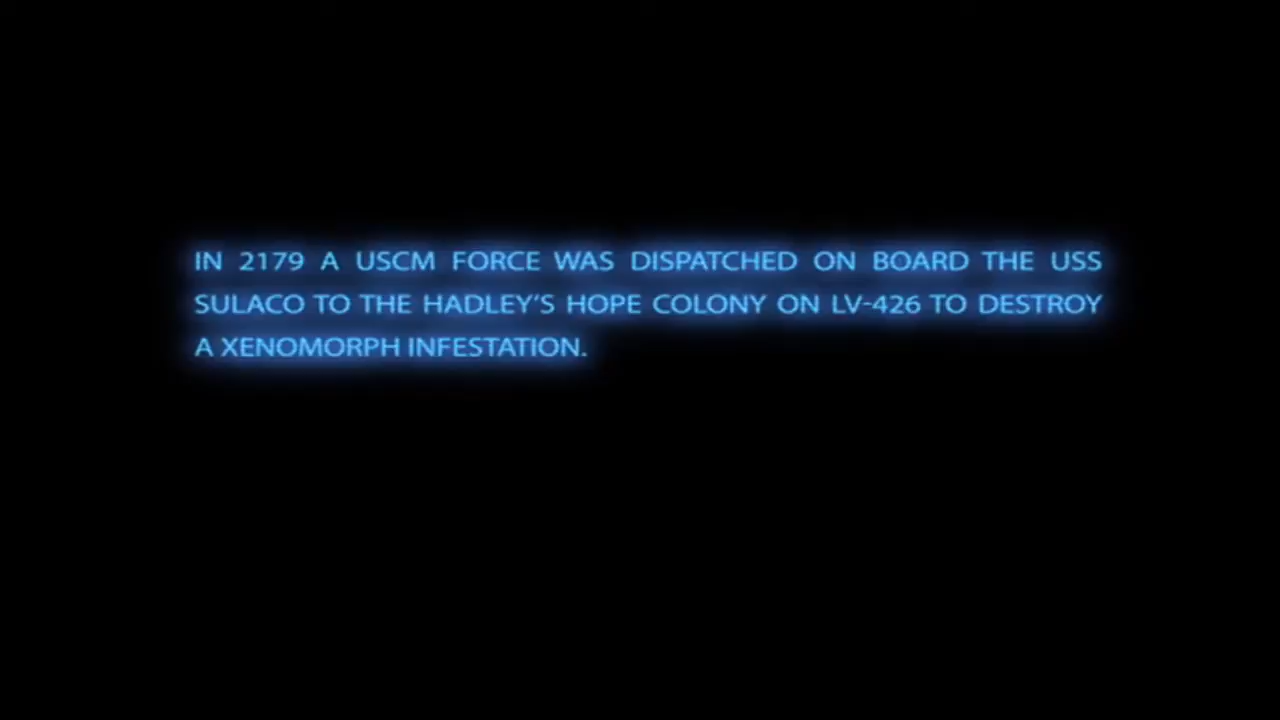 IN 2179 A USCM FORCE WAS DISPATCHED ON BOARD THE USS
SULACO TO THE HADLEY'S HOPE COLONY ON LV-426 TO DESTROY
A XENOMORPH INFESTATION.